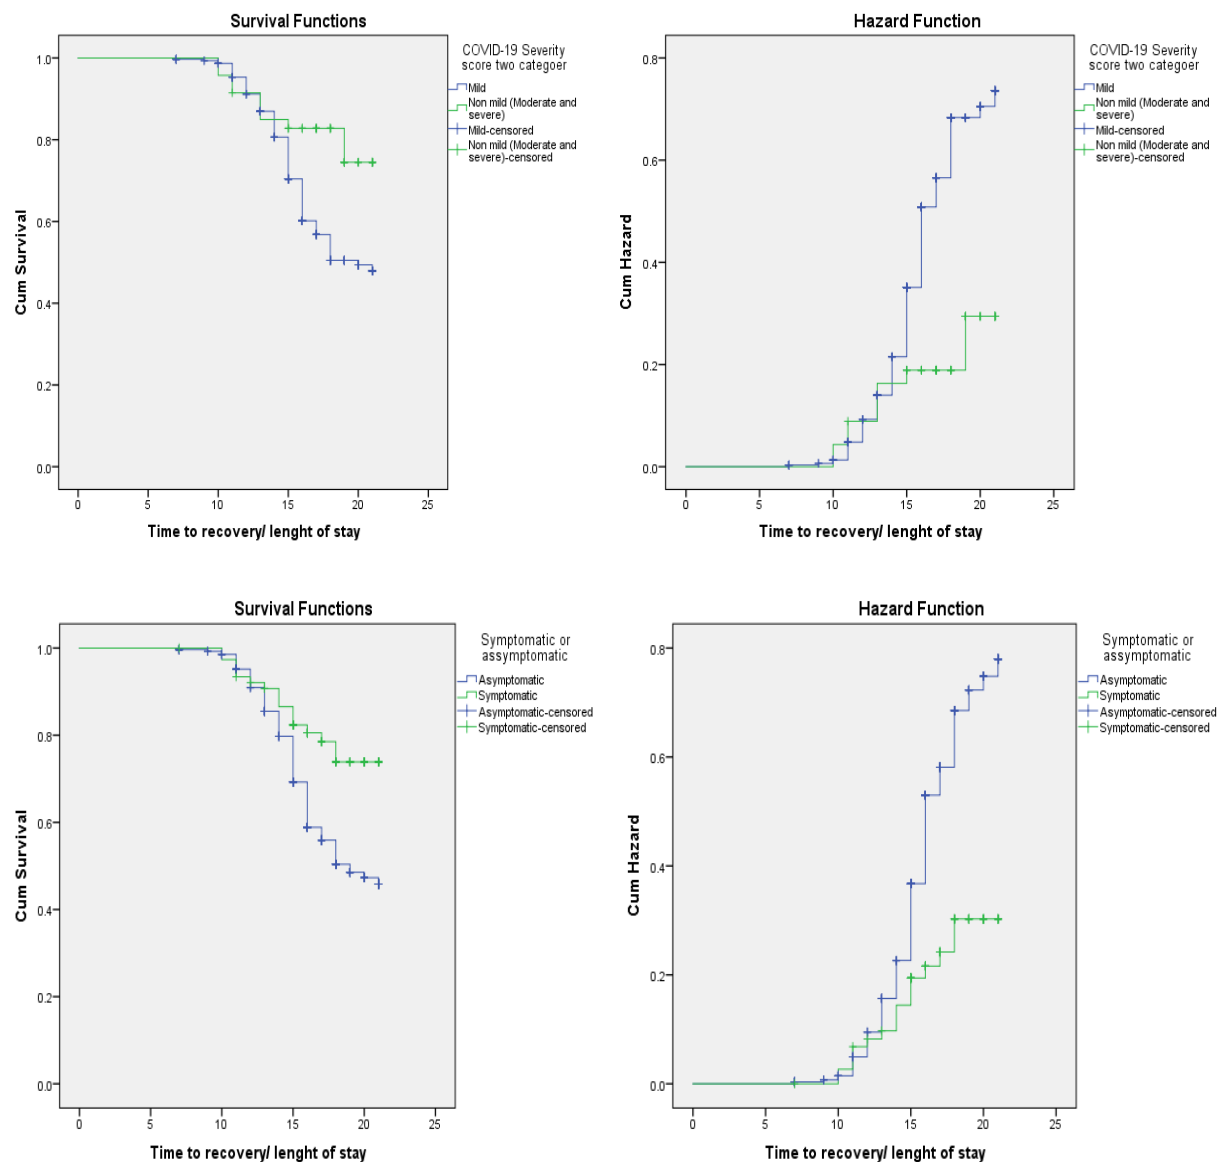 Survival Functions
COVID-19 Severity
score two categoer
Mild
Non mild (Moderate and
severe)
Mild-censored
Non mild (Moderate and
severe)-censored
Cum Survival
1.0
0.8
0.6
0.4
0.2
0.0
0 5 10 15 20 25
Time to recovery/ lenght of stay
Hazard Function
COVID-19 Severity
score two categoer
Mild
Non mild (Moderate and
severe)
Mild-censored
Non mild (Moderate and
severe)-censored
Cum Hazard
0.8
0.6
0.4
0.2
0.0
0 5 10 15 20 25
Time to recovery/ lenght of stay
Survival Functions
Symptomatic or
assymptomatic
Asymptomatic
Symptomatic
Asymptomatic-censored
Symptomatic-censored
Cum Survival
1.0
0.8
0.6
0.4
0.2
0.0
0 5 10 15 20 25
Time to recovery/ lenght of stay
Hazard Function
Symptomatic or
assymptomatic
Asymptomatic
Symptomatic
Asymptomatic-censored
Symptomatic-censored
Cum Hazard
0.8
0.6
0.4
0.2
0.0
0 5 10 15 20 25
Time to recovery/ lenght of stay